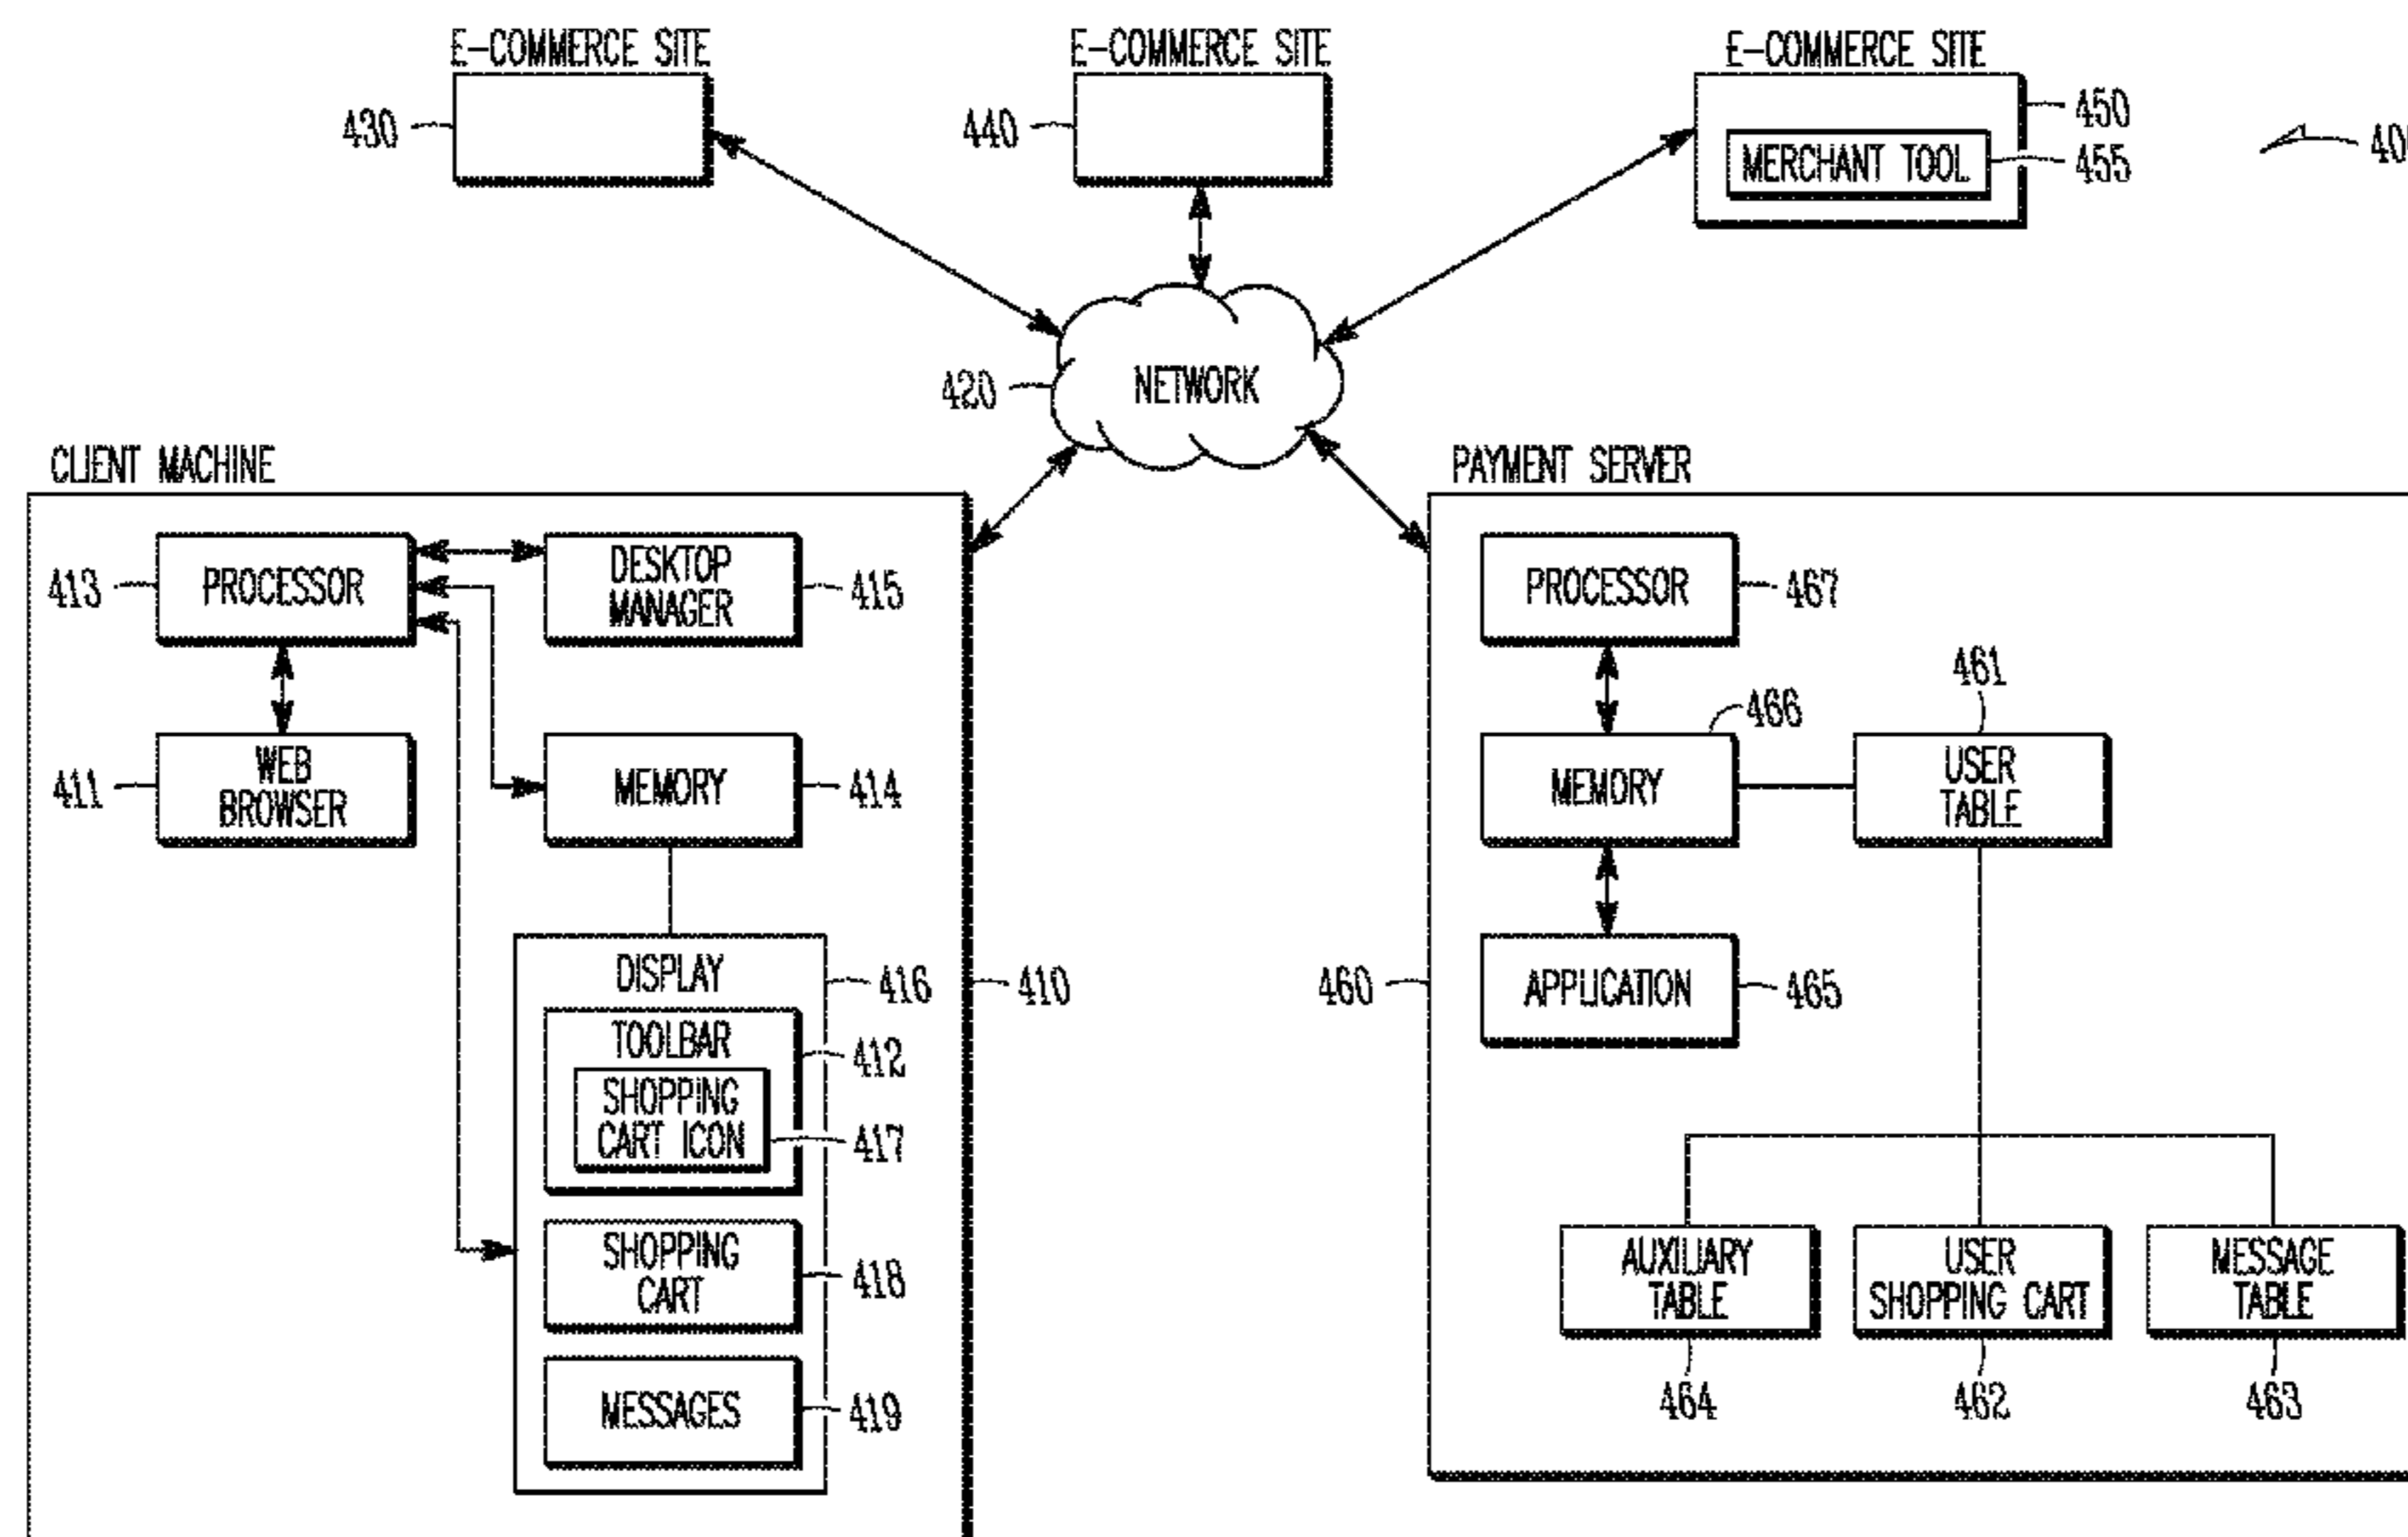 E-COMMERCE SITE
430
E-COMMERCE SITE
440
E-COMMERCE SITE
450
MERCHANT TOOL
455
NETWORK
420
CLIENT MACHINE
PROCESSOR
413
DESKTOP
MANAGER
415
WEB
BROWSER
411
MEMORY
414
DISPLAY
416
410
TOOLBAR
412
SHOPPING
CART ICON
417
SHOPPING
CART
418
MESSAGES
419
PAYMENT SERVER
PROCESSOR
467
MEMORY
466
461
USER
TABLE
460
APPLICATION
465
AUXILIARY
TABLE
464
USER
SHOPPING CART
462
MESSAGE
TABLE
463